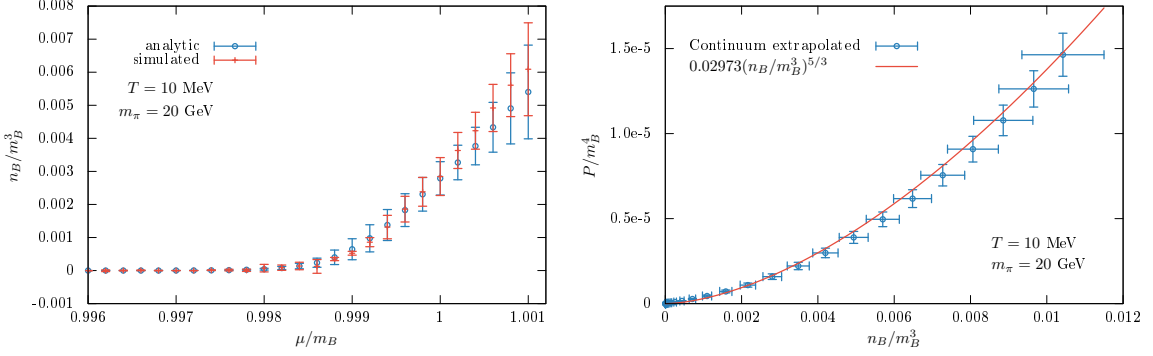 0.008
0.007
0.006
0.005
0.004
0.003
0.002
0.001
0
-0.001
n_B/m_B^3
analytic
simulated
T = 10 MeV
m_π = 20 GeV
0.996
0.997
0.998
0.999
1
1.001
μ/m_B
1.5e-5
1.0e-5
0.5e-5
0
P/m_B^4
Continuum extrapolated
0.02973(n_B/m_B^3)^{5/3}
T = 10 MeV
m_π = 20 GeV
0
0.002
0.004
0.006
0.008
0.01
0.012
n_B/m_B^3